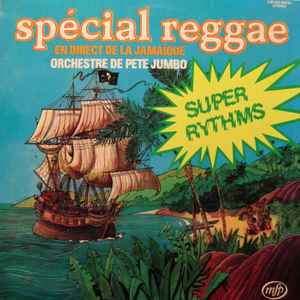 spécial reggae
EN DIRECT DE LA JAMAÏQUE
ORCHESTRE DE PETE JUMBO
SUPER
RYTHMS
mfp